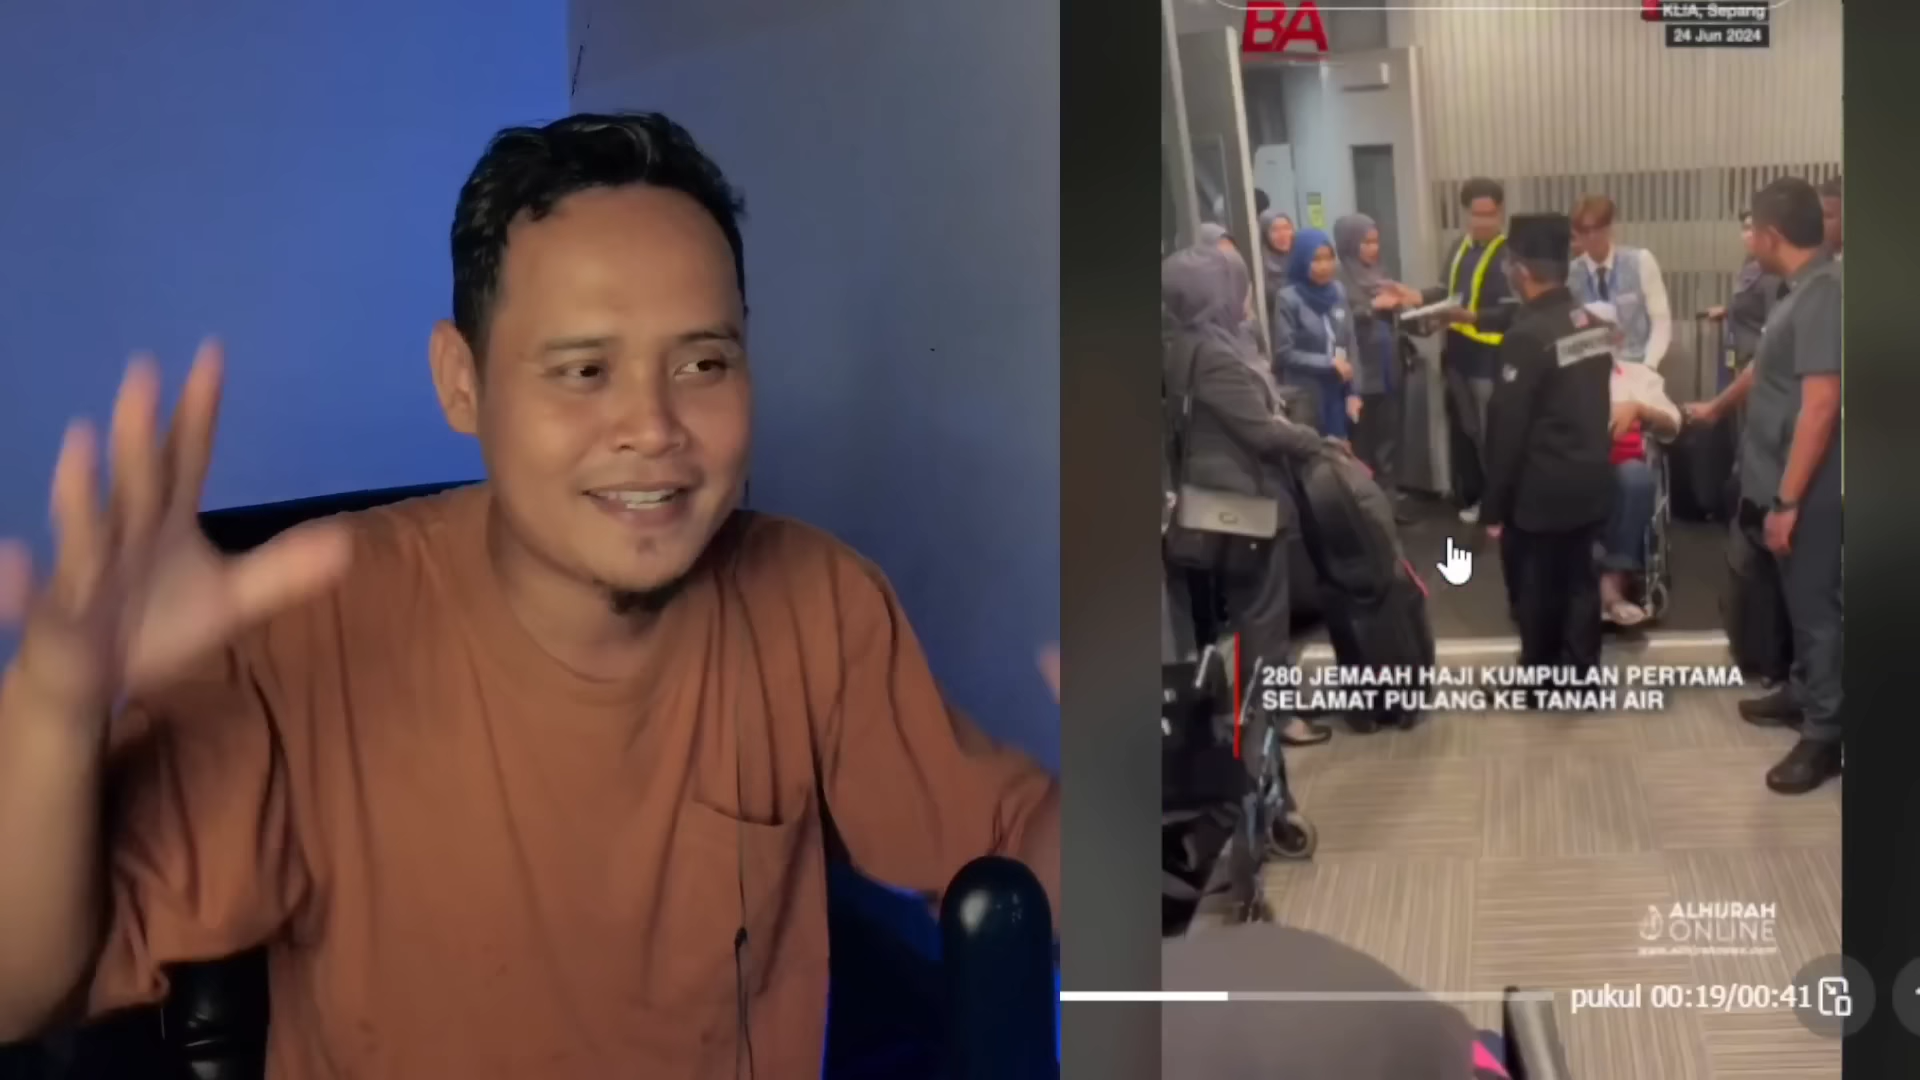 BA
KLIA, Sepang
24 Jun 2024
280 JEMAAH HAJI KUMPULAN PERTAMA
SELAMAT PULANG KE TANAH AIR
ALHIJRAH
ONLINE
pukul 00:19/00:41